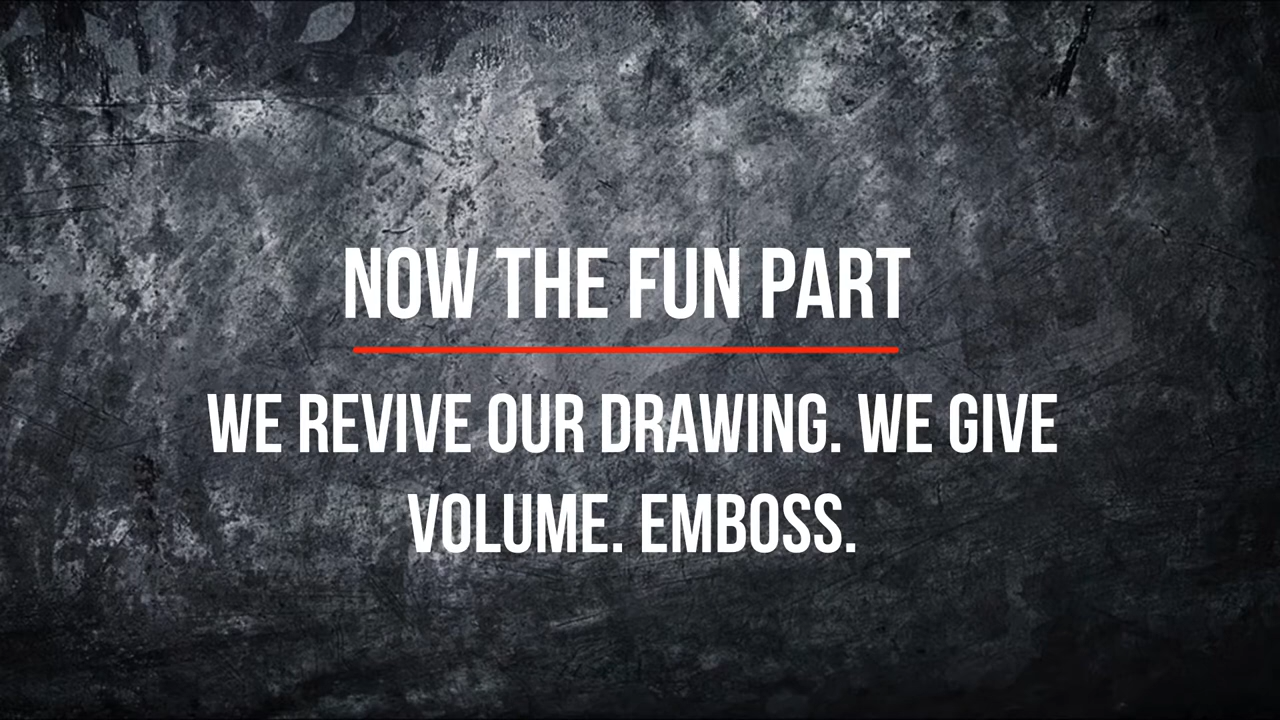 NOW THE FUN PART
WE REVIVE OUR DRAWING. WE GIVE
VOLUME. EMBOSS.